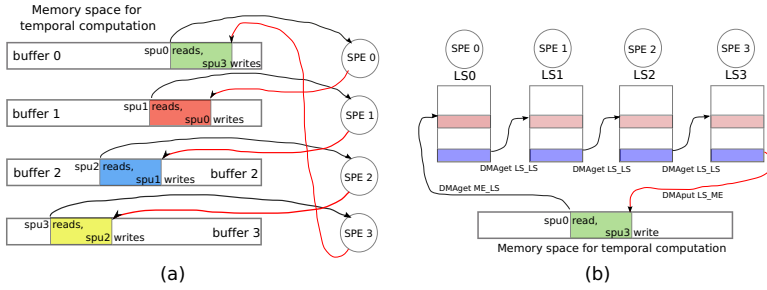 Memory space for
temporal computation
buffer 0
spu0 reads,
spu3 writes
SPE 0
buffer 1
spu1 reads,
spu0 writes
SPE 1
buffer 2
spu2 reads,
spu1 writes
buffer 2
SPE 2
spu3 reads,
spu2 writes
buffer 3
SPE 3
(a)
SPE 0
SPE 1
SPE 2
SPE 3
LS0
LS1
LS2
LS3
DMAget LS_LS
DMAget LS_LS
DMAget LS_LS
DMAget ME_LS
DMAput LS_ME
spu0 read,
spu3 write
Memory space for temporal computation
(b)